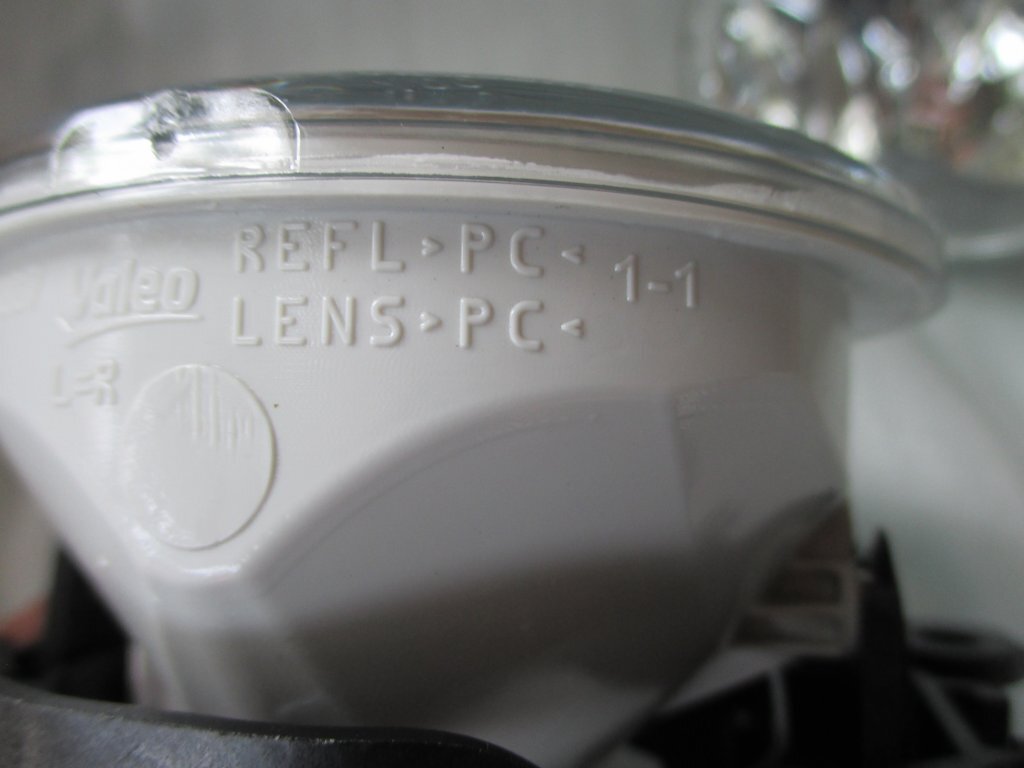 REFL>PC< 1-1
Valeo LENS>PC<
L=R